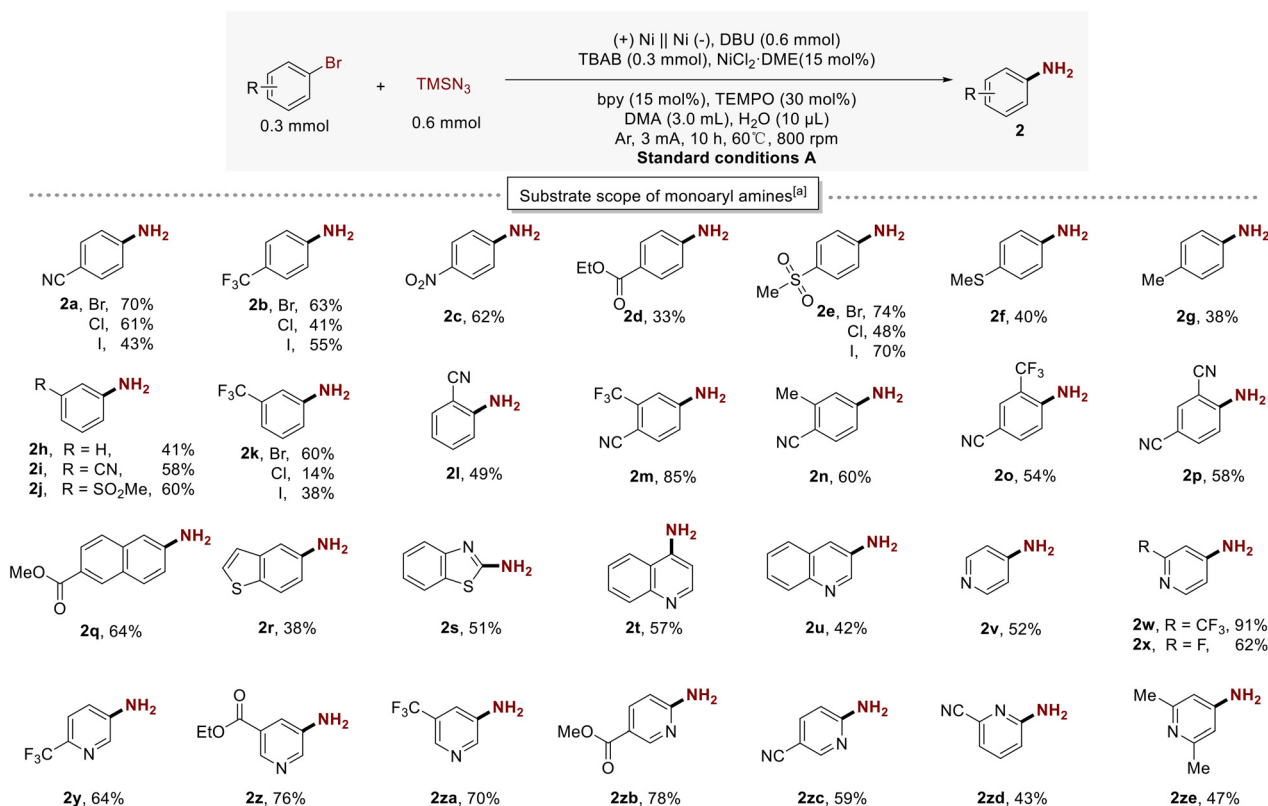 (+) Ni || Ni (-), DBU (0.6 mmol)
TBAB (0.3 mmol), NiCl₂·DME(15 mol%)
R
Br
+
TMSN₃
0.3 mmol
0.6 mmol
bpy (15 mol%), TEMPO (30 mol%)
DMA (3.0 mL), H₂O (10 µL)
Ar, 3 mA, 10 h, 60℃, 800 rpm
Standard conditions A
R
NH₂
2
Substrate scope of monoaryl amines[a]
NC
NH₂
2a, Br, 70%
Cl, 61%
I, 43%
F₃C
NH₂
2b, Br, 63%
Cl, 41%
I, 55%
O₂N
NH₂
2c, 62%
EtO
O
NH₂
2d, 33%
Me
S
O
O
NH₂
2e, Br, 74%
Cl, 48%
I, 70%
MeS
NH₂
2f, 40%
Me
NH₂
2g, 38%
R
NH₂
2h R = H, 41%
2i R = CN, 58%
2j R = SO₂Me, 60%
F₃C
NH₂
2k Br, 60%
Cl, 14%
I, 38%
CN
NH₂
2l, 49%
F₃C
NC
NH₂
2m, 85%
Me
NC
NH₂
2n, 60%
CF₃
NC
NH₂
2o, 54%
CN
NC
NH₂
2p, 58%
MeO
O
NH₂
2q, 64%
S
NH₂
2r, 38%
N
S
NH₂
2s, 51%
NH₂
N
2t, 57%
NH₂
N
2u, 42%
NH₂
N
2v, 52%
R
NH₂
N
2w, R = CF₃, 91%
2x, R = F, 62%
F₃C
N
NH₂
2y, 64%
O
EtO
N
NH₂
2z, 76%
F₃C
N
NH₂
2za, 70%
MeO
O
N
NH₂
2zb, 78%
NC
N
NH₂
2zc, 59%
NC
N
NH₂
2zd, 43%
Me
N
NH₂
Me
2ze, 47%